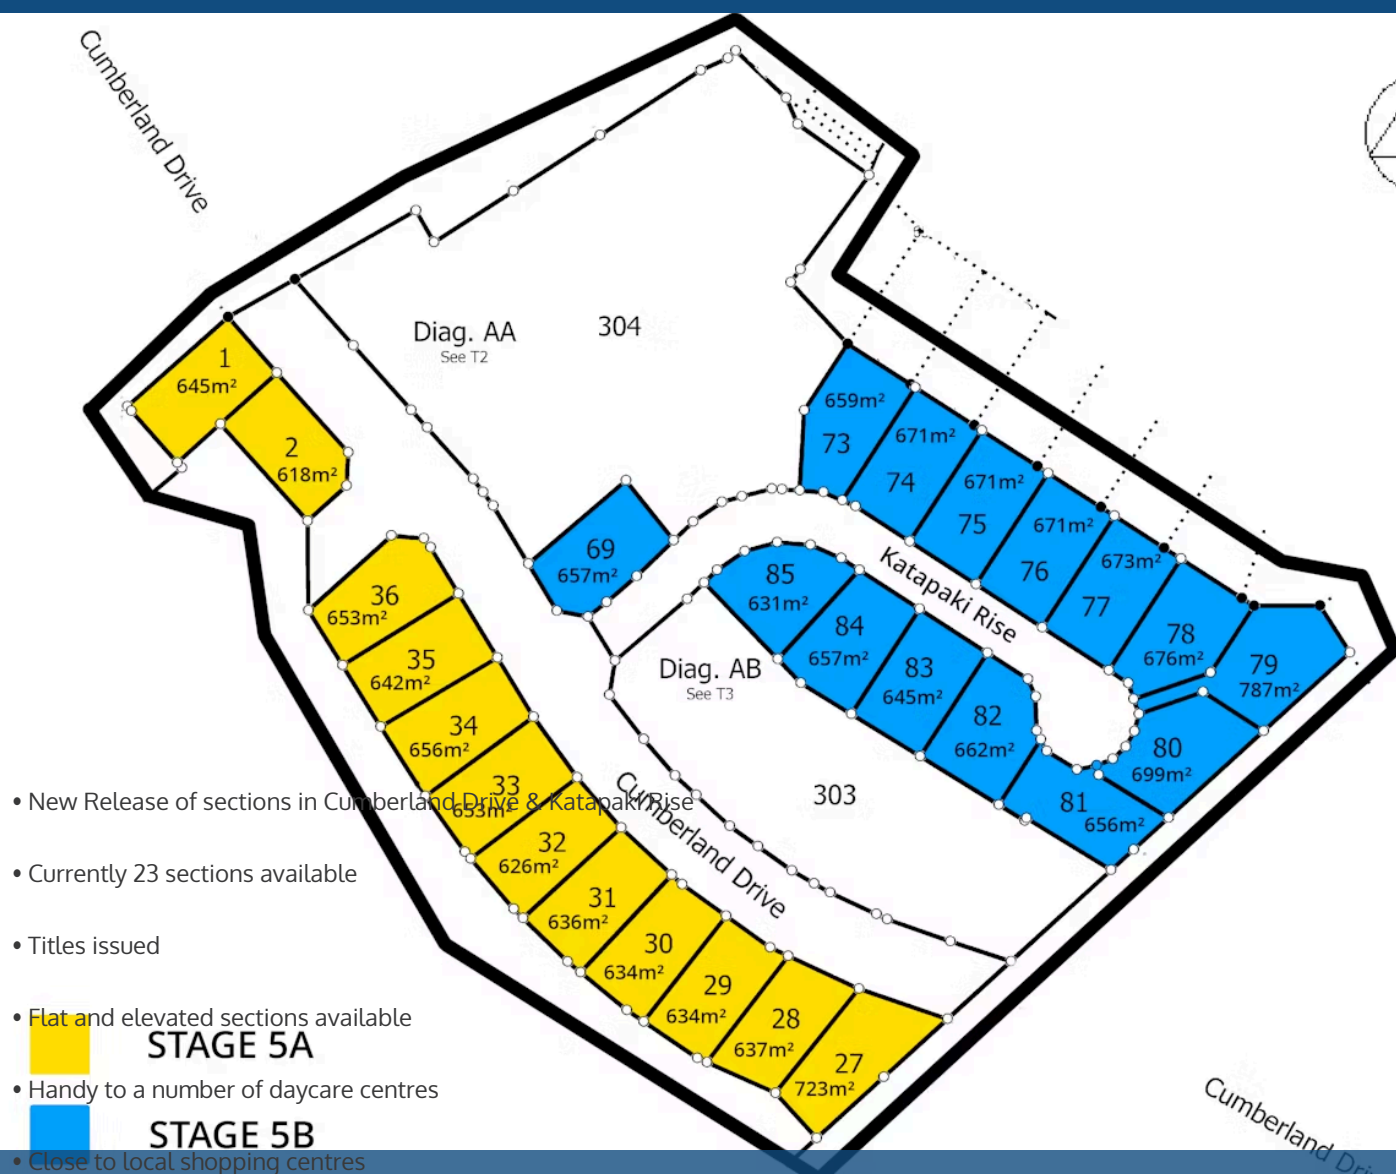 Cumberland Drive
Diag. AA
See T2
304
1
645m²
2
618m²
659m²
73
671m²
74
671m²
75
671m²
76
673m²
77
78
676m²
79
787m²
80
699m²
81
656m²
69
657m²
Katapaki Rise
85
631m²
84
657m²
83
645m²
82
662m²
Diag. AB
See T3
303
36
653m²
35
642m²
34
656m²
33
653m²
32
626m²
31
636m²
30
634m²
29
634m²
28
637m²
27
723m²
Cumberland Drive
• New Release of sections in Cumberland Drive & Katapaki Rise
• Currently 23 sections available
• Titles issued
• Flat and elevated sections available
STAGE 5A
• Handy to a number of daycare centres
STAGE 5B
• Close to local shopping centres
Cumberland Dri